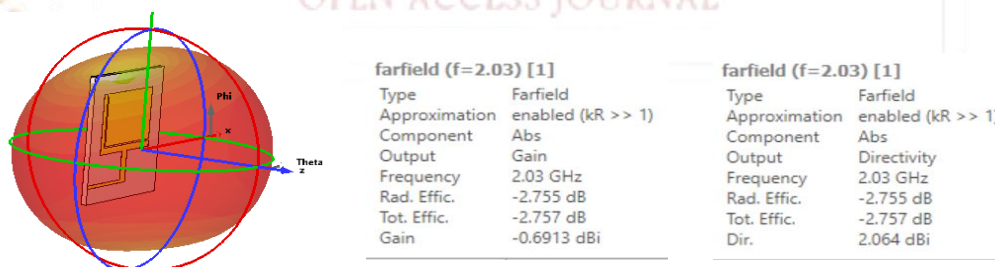 OPEN ACCESS JOURNAL
Phi
x
Theta
z
farfield (f=2.03) [1]
Type Farfield
Approximation enabled (kR >> 1)
Component Abs
Output Gain
Frequency 2.03 GHz
Rad. Effic. -2.755 dB
Tot. Effic. -2.757 dB
Gain -0.6913 dBi
farfield (f=2.03) [1]
Type Farfield
Approximation enabled (kR >> 1)
Component Abs
Output Directivity
Frequency 2.03 GHz
Rad. Effic. -2.755 dB
Tot. Effic. -2.757 dB
Dir. 2.064 dBi